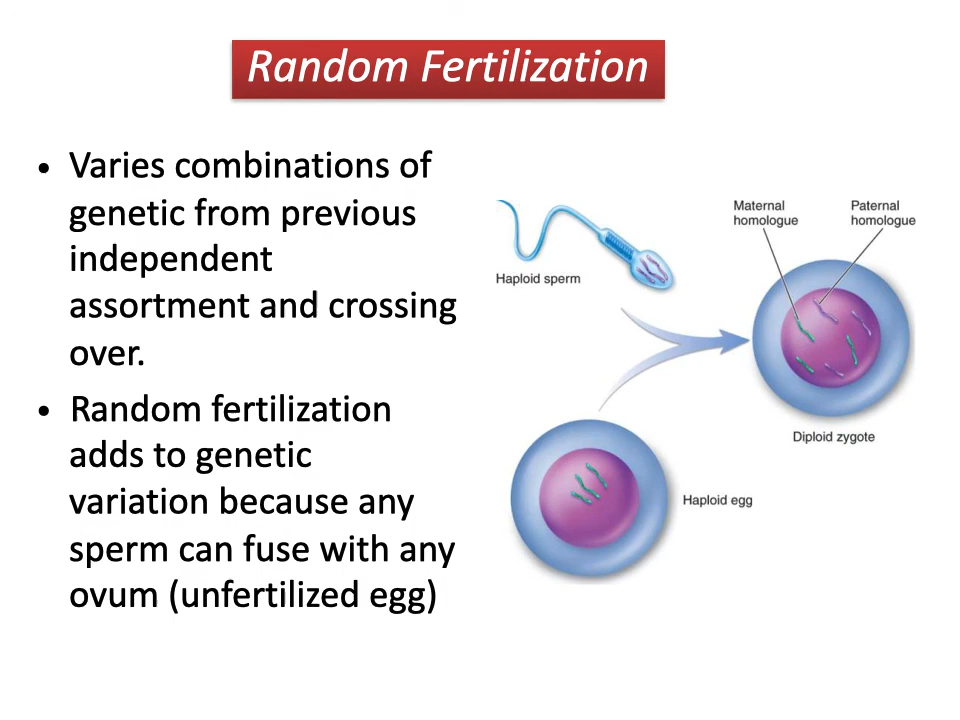 Random Fertilization
• Varies combinations of
genetic from previous
independent
assortment and crossing
over.
• Random fertilization
adds to genetic
variation because any
sperm can fuse with any
ovum (unfertilized egg)
Maternal
homologue
Paternal
homologue
Haploid sperm
Diploid zygote
Haploid egg